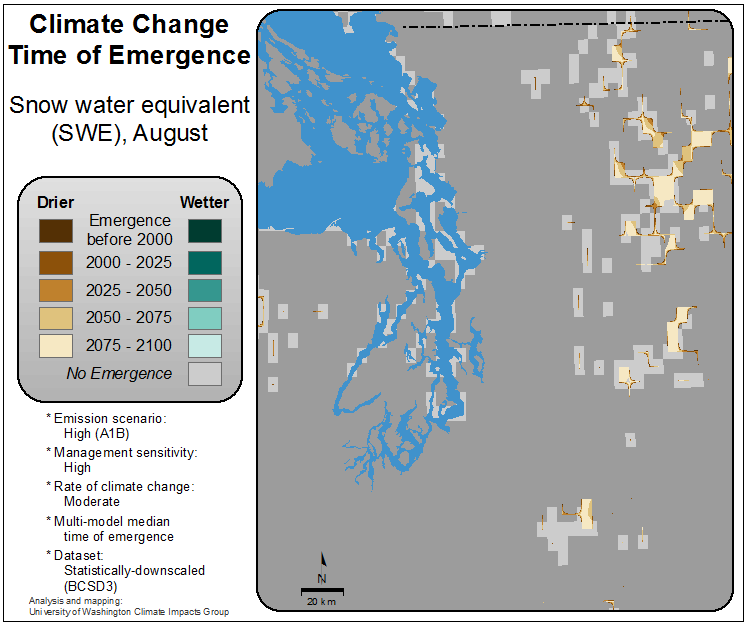 Climate Change
Time of Emergence
Snow water equivalent
(SWE), August
Drier
Wetter
Emergence
before 2000
2000 - 2025
2025 - 2050
2050 - 2075
2075 - 2100
No Emergence
* Emission scenario:
High (A1B)
* Management sensitivity:
High
* Rate of climate change:
Moderate
* Multi-model median
time of emergence
* Dataset:
Statistically-downscaled
(BCSD3)
Analysis and mapping:
University of Washington Climate Impacts Group
N
20 km